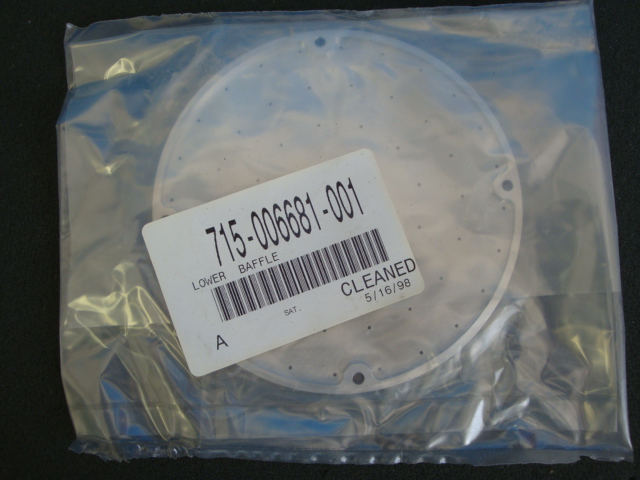 715-006681-001
LOWER BAFFLE
SAT.
CLEANED
5/16/98
A